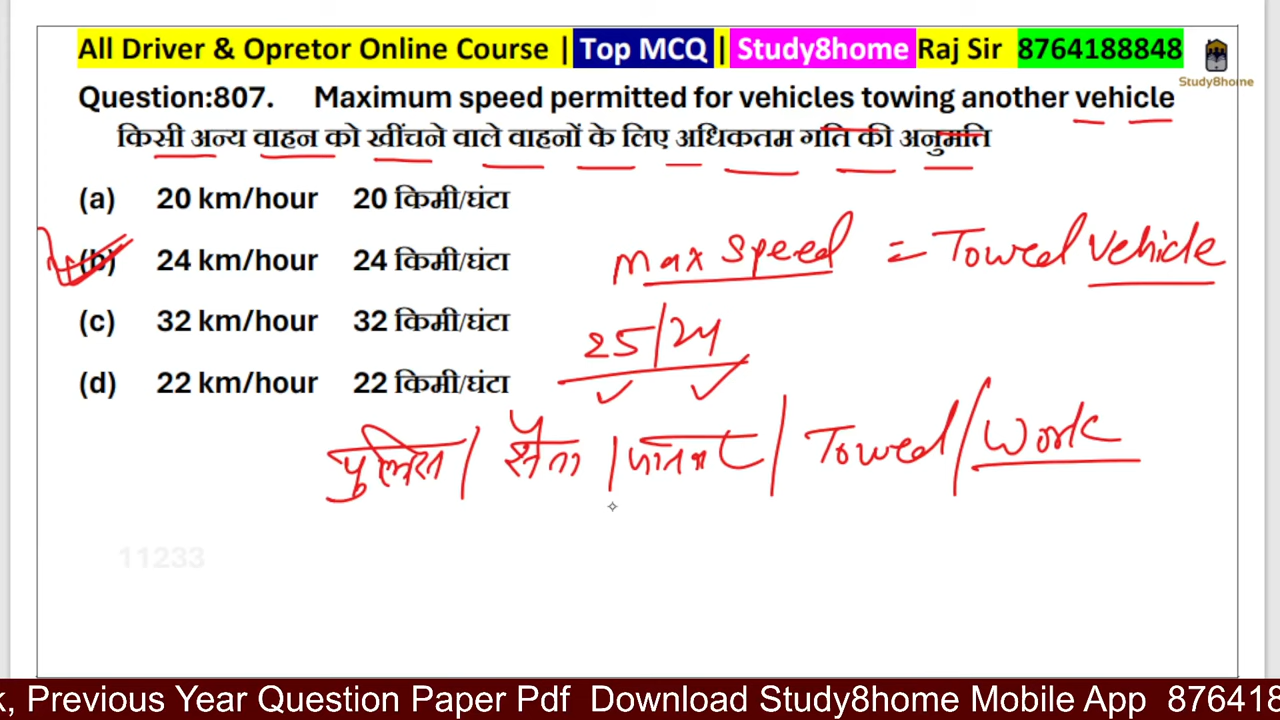 All Driver & Opretor Online Course | Top MCQ | Study8home Raj Sir 8764188848
Study8home
Question:807. Maximum speed permitted for vehicles towing another vehicle
किसी अन्य वाहन को खींचने वाले वाहनों के लिए अधिकतम गति की अनुमति
(a) 20 km/hour 20 किमी/घंटा
(b) 24 km/hour 24 किमी/घंटा
max speed = Towed vehicle
(c) 32 km/hour 32 किमी/घंटा
25/24
(d) 22 km/hour 22 किमी/घंटा
पुलिस / सेना / / Towed / Work
11233
k, Previous Year Question Paper Pdf Download Study8home Mobile App 876418